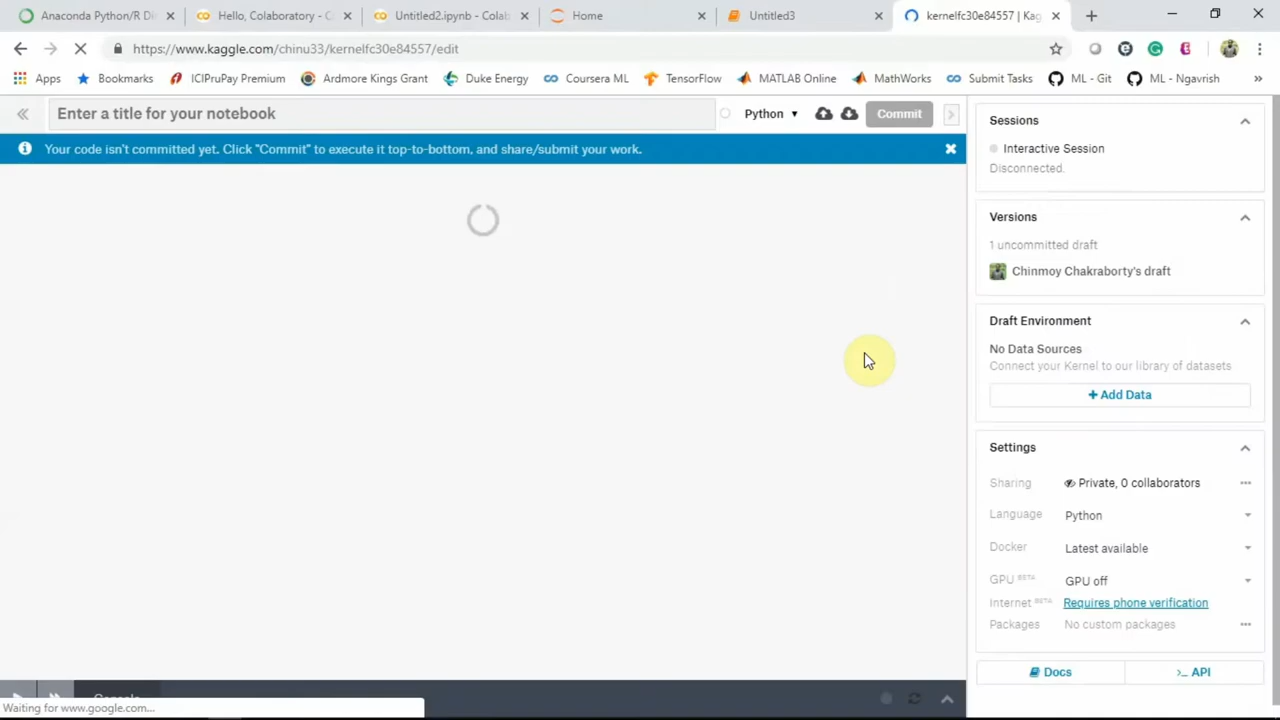 Anaconda Python/R Di
Hello, Colaboratory - C
Untitled2.ipynb - Colab
Home
Untitled3
kernelfc30e84557 | Kag
https://www.kaggle.com/chinu33/kernelfc30e84557/edit
Apps
Bookmarks
ICIPruPay Premium
Ardmore Kings Grant
Duke Energy
Coursera ML
TensorFlow
MATLAB Online
MathWorks
Submit Tasks
ML - Git
ML - Ngavrish
»
Enter a title for your notebook
Python
Commit
Your code isn't committed yet. Click "Commit" to execute it top-to-bottom, and share/submit your work.
Sessions
Interactive Session
Disconnected.
Versions
1 uncommitted draft
Chinmoy Chakraborty's draft
Draft Environment
No Data Sources
Connect your Kernel to our library of datasets
+ Add Data
Settings
Sharing Private, 0 collaborators
Language Python
Docker Latest available
GPU BETA GPU off
Internet BETA Requires phone verification
Packages No custom packages
Docs
>_ API
Console
Waiting for www.google.com...